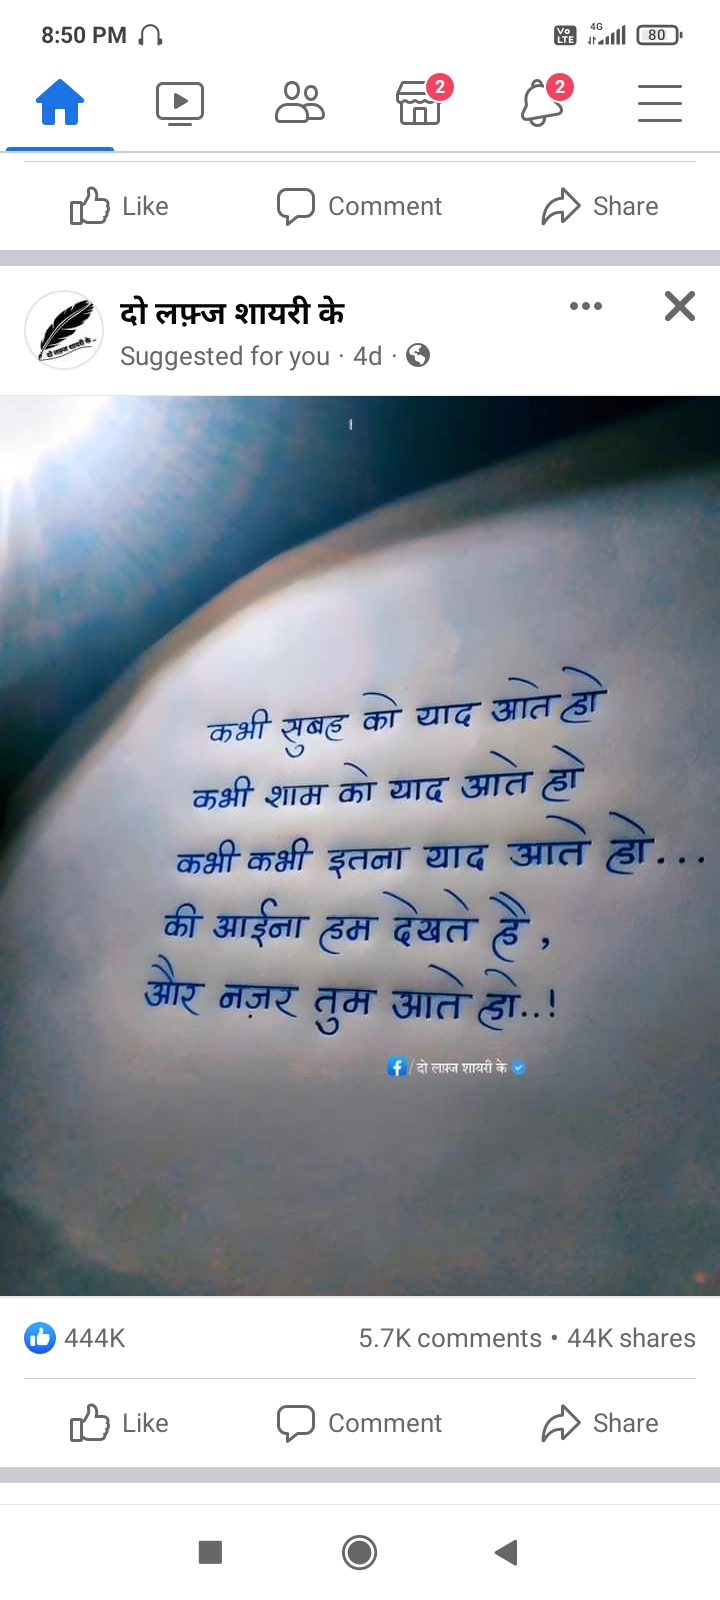 8:50 PM
Vo LTE 4G 80
2 2
Like Comment Share
दो लफ़्ज शायरी के
Suggested for you · 4d ·
दो लफ़्ज शायरी के..
कभी सुबह को याद आते हो
कभी शाम को याद आते हो
कभी कभी इतना याद आते हो...
की आईना हम देखते है ,
और नज़र तुम आते हो..!
f/दो लफ़्ज शायरी के
444K 5.7K comments • 44K shares
Like Comment Share